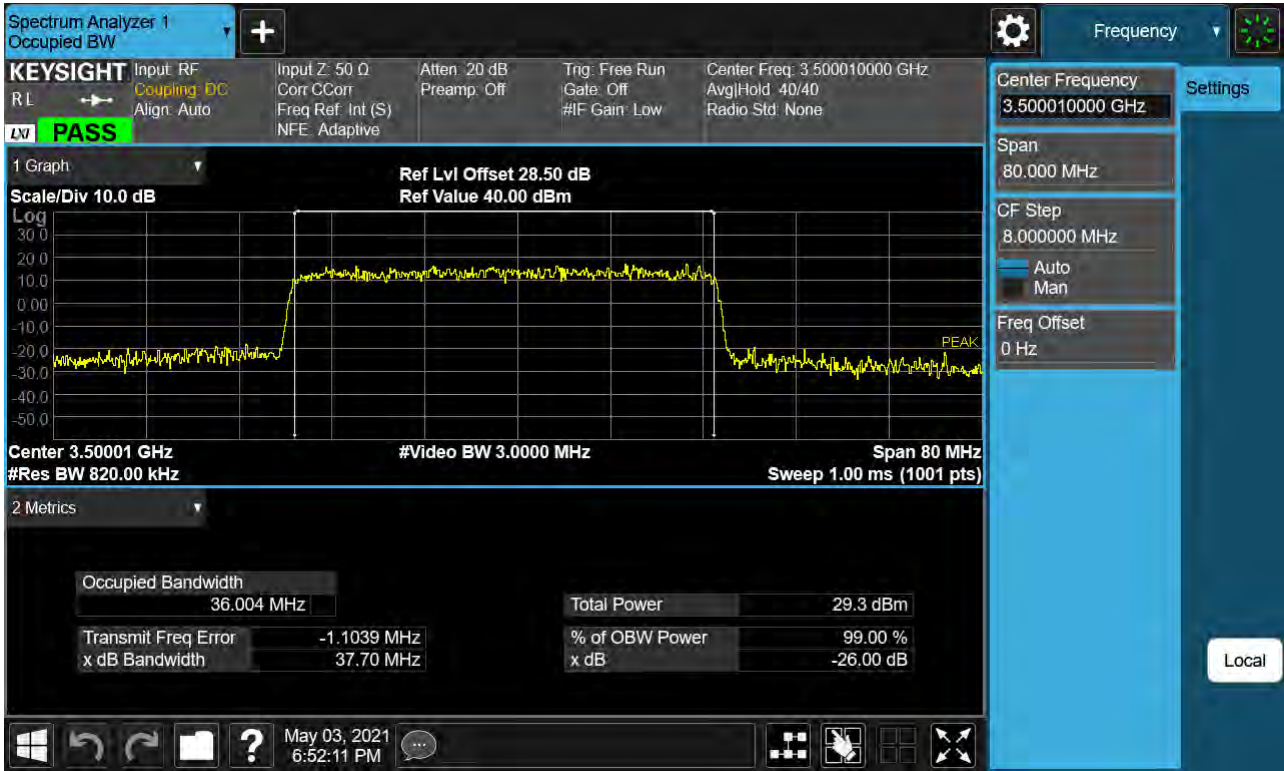 Spectrum Analyzer 1
Occupied BW
+
Frequency
KEYSIGHT
RL
LXI
PASS
Input: RF
Coupling: DC
Align: Auto
Input Z: 50 Ω
Corr CCorr
Freq Ref: Int (S)
NFE: Adaptive
Atten: 20 dB
Preamp: Off
Trig: Free Run
Gate: Off
#IF Gain: Low
Center Freq: 3.500010000 GHz
Avg|Hold: 40/40
Radio Std: None
1 Graph
Scale/Div 10.0 dB
Ref Lvl Offset 28.50 dB
Ref Value 40.00 dBm
Log
30.0
20.0
10.0
0.00
-10.0
-20.0
-30.0
-40.0
-50.0
PEAK
Center 3.50001 GHz
#Video BW 3.0000 MHz
Span 80 MHz
#Res BW 820.00 kHz
Sweep 1.00 ms (1001 pts)
2 Metrics
Occupied Bandwidth
36.004 MHz
Transmit Freq Error -1.1039 MHz
x dB Bandwidth 37.70 MHz
Total Power 29.3 dBm
% of OBW Power 99.00 %
x dB -26.00 dB
Center Frequency
3.500010000 GHz
Span
80.000 MHz
CF Step
8.000000 MHz
Auto
Man
Freq Offset
0 Hz
Settings
Local
?
May 03, 2021
6:52:11 PM